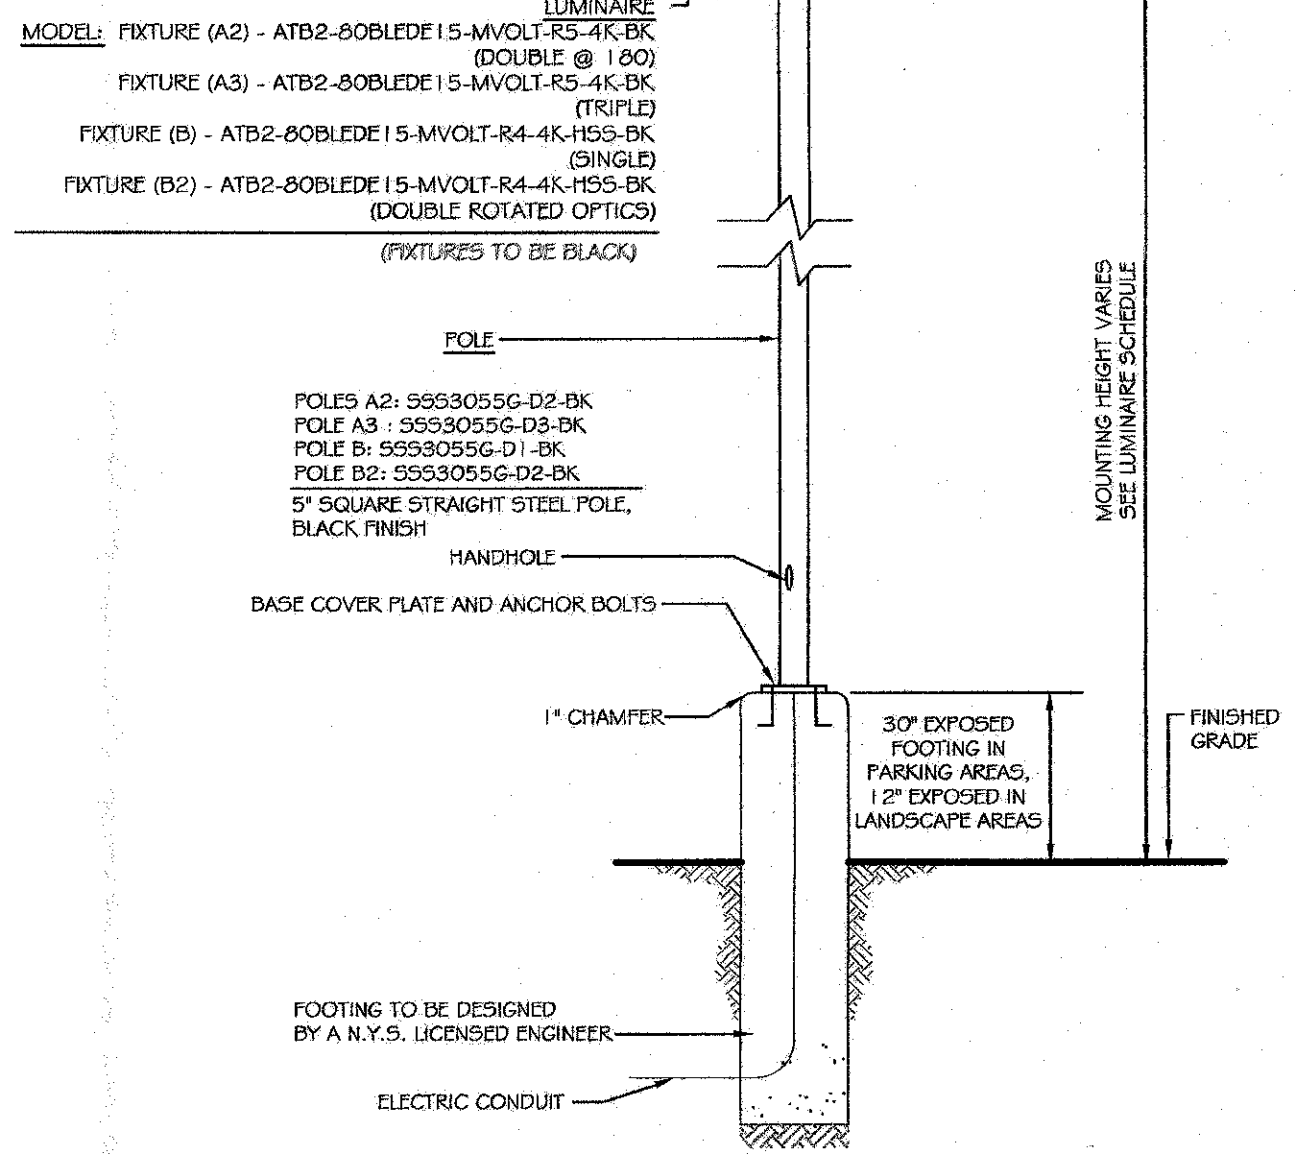 LUMINAIRE
MODEL: FIXTURE (A2) - ATB2-80BLEDE15-MVOLT-R5-4K-BK
(DOUBLE @ 180)
FIXTURE (A3) - ATB2-80BLEDE15-MVOLT-R5-4K-BK
(TRIPLE)
FIXTURE (B) - ATB2-80BLEDE15-MVOLT-R4-4K-HSS-BK
(SINGLE)
FIXTURE (B2) - ATB2-80BLEDE15-MVOLT-R4-4K-HSS-BK
(DOUBLE ROTATED OPTICS)
(FIXTURES TO BE BLACK)
POLE
POLES A2: SSS3055G-D2-BK
POLE A3 : SSS3055G-D3-BK
POLE B: SSS3055G-D1-BK
POLE B2: SSS3055G-D2-BK
5" SQUARE STRAIGHT STEEL POLE,
BLACK FINISH
HANDHOLE
BASE COVER PLATE AND ANCHOR BOLTS
1" CHAMFER
MOUNTING HEIGHT VARIES
SEE LUMINAIRE SCHEDULE
30" EXPOSED
FOOTING IN
PARKING AREAS,
12" EXPOSED IN
LANDSCAPE AREAS
FINISHED
GRADE
FOOTING TO BE DESIGNED
BY A N.Y.S. LICENSED ENGINEER
ELECTRIC CONDUIT